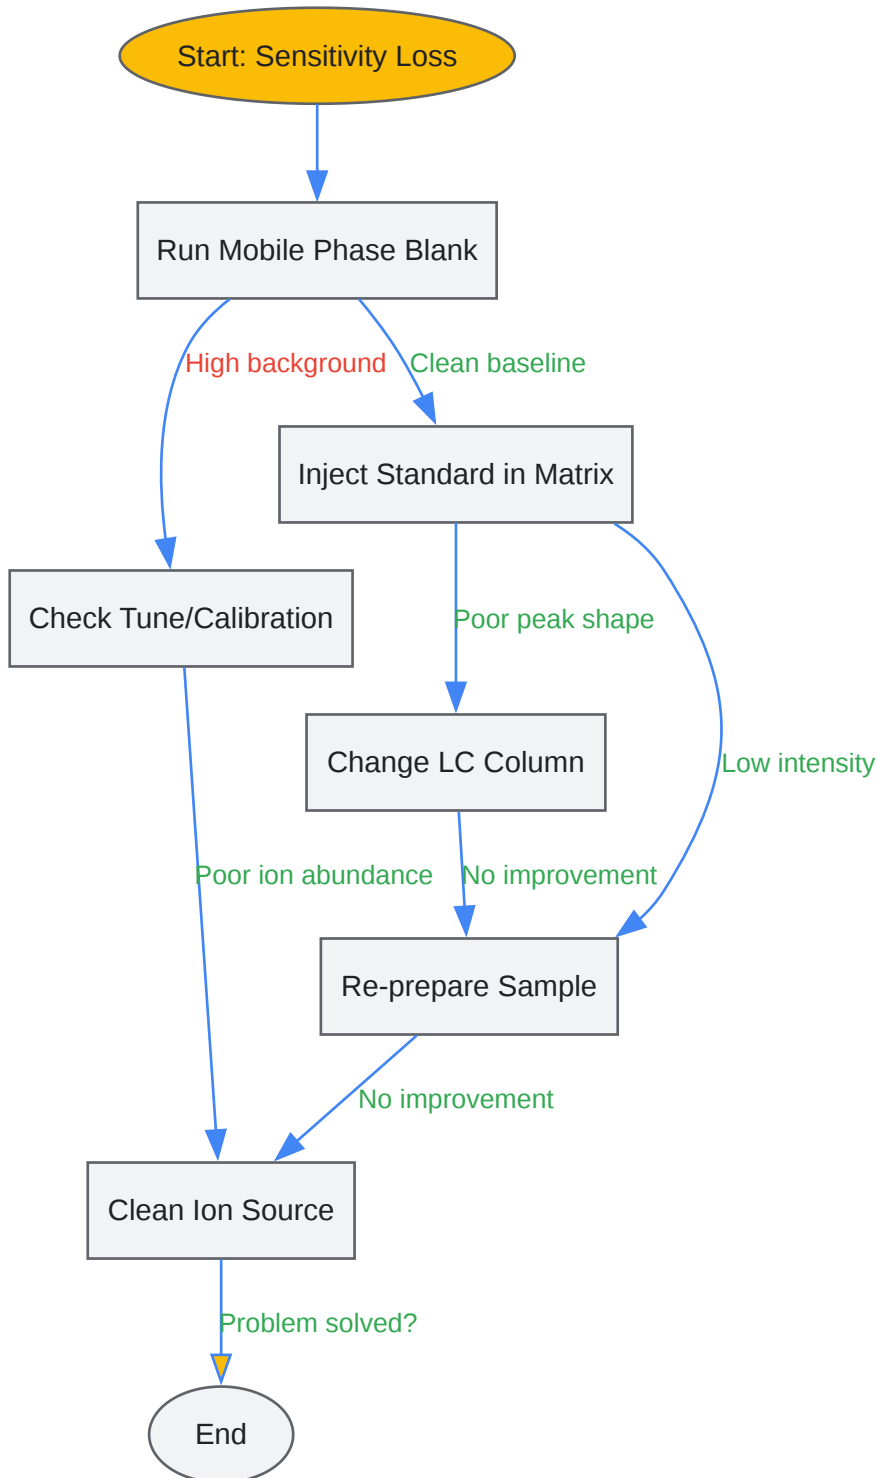 Start: Sensitivity Loss
Run Mobile Phase Blank
High background
Clean baseline
Inject Standard in Matrix
Check Tune/Calibration
Poor peak shape
Change LC Column
Low intensity
Poor ion abundance
No improvement
Re-prepare Sample
No improvement
Clean Ion Source
Problem solved?
End